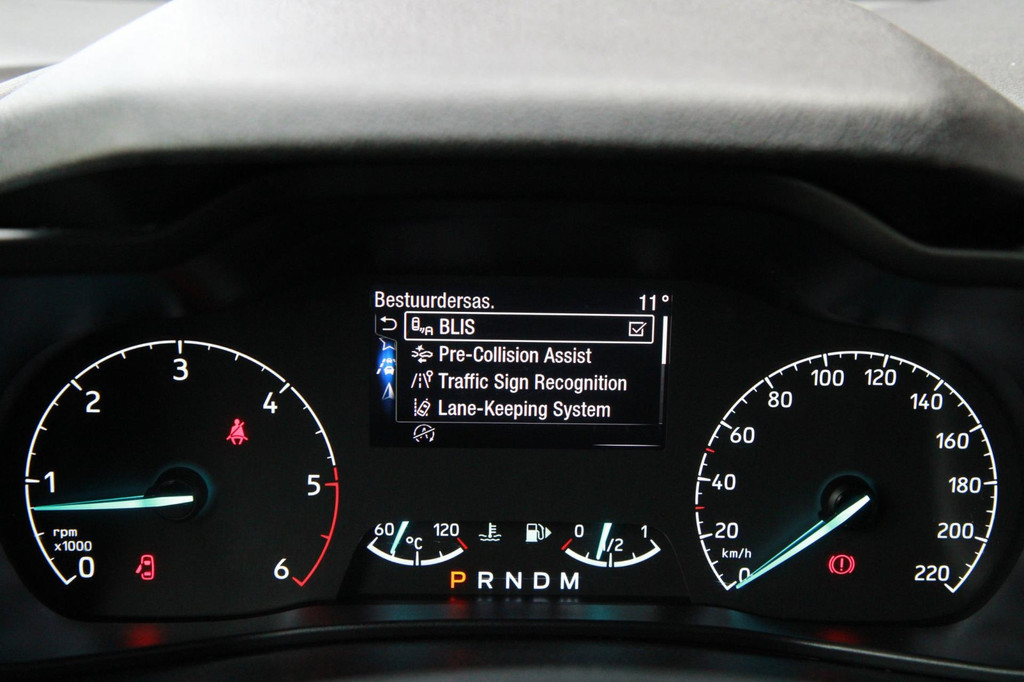 Bestuurdersas. 11°
BLIS
Pre-Collision Assist
Traffic Sign Recognition
Lane-Keeping System
0 1 2 3 4 5 6
rpm
x1000
60 120
°C
0 1/2 1
P R N D M
0 20 40 60 80 100 120 140 160 180 200 220
km/h